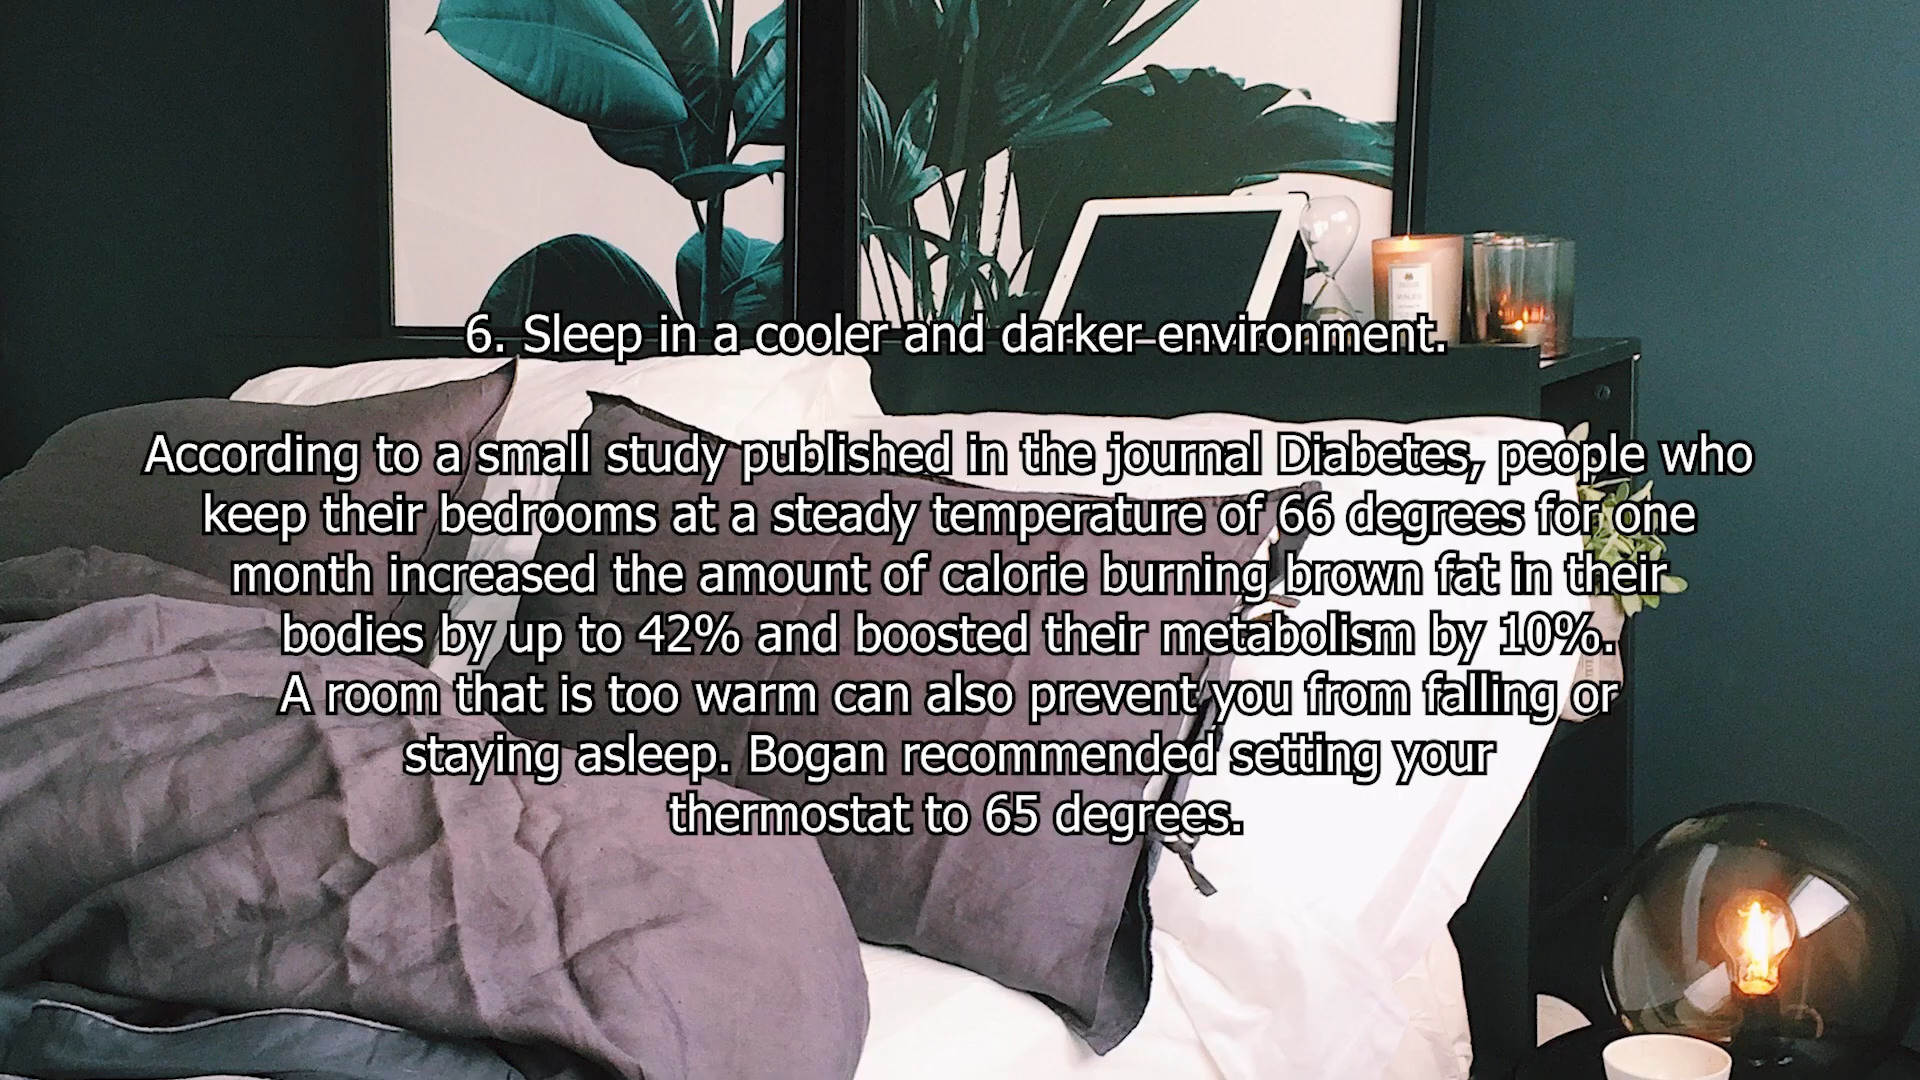 6. Sleep in a cooler and darker environment.
According to a small study published in the journal Diabetes, people who
keep their bedrooms at a steady temperature of 66 degrees for one
month increased the amount of calorie burning brown fat in their
bodies by up to 42% and boosted their metabolism by 10%.
A room that is too warm can also prevent you from falling or
staying asleep. Bogan recommended setting your
thermostat to 65 degrees.